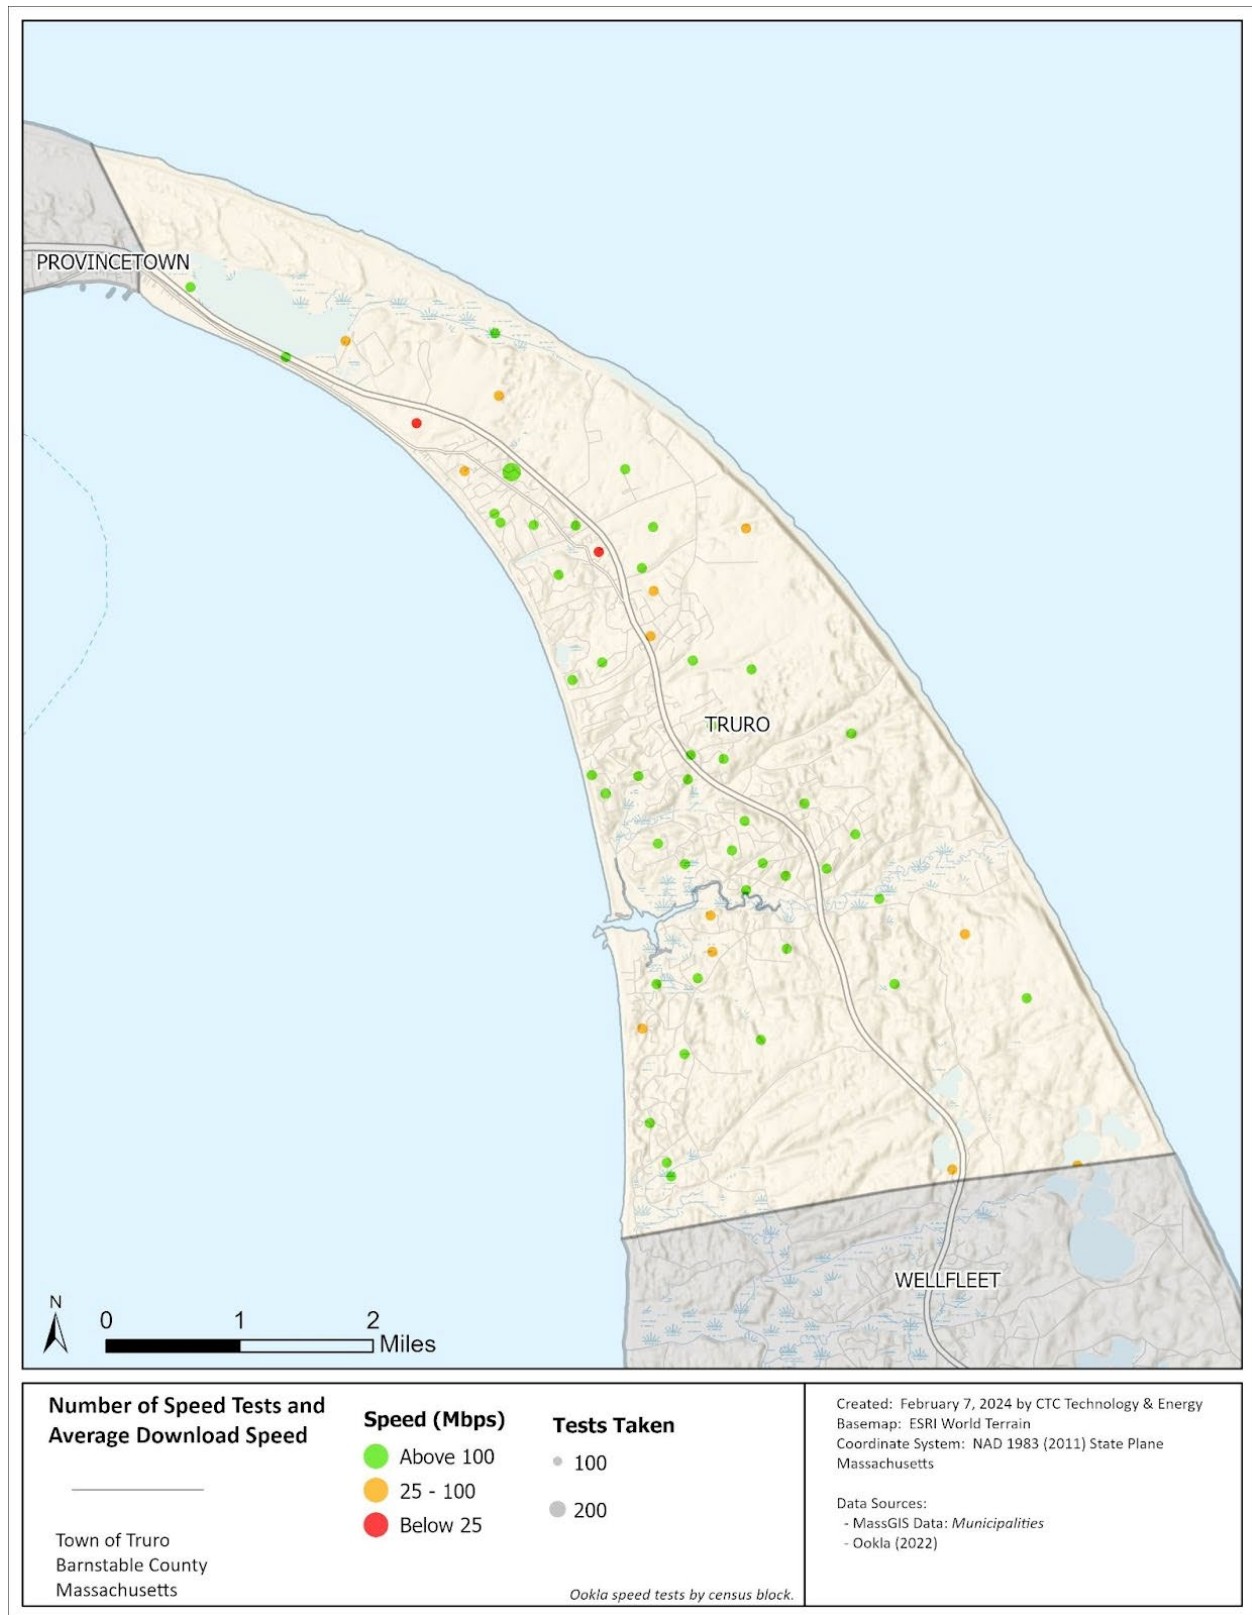 PROVINCETOWN
TRURO
WELLFLEET
N
0 1 2
Miles
Number of Speed Tests and
Average Download Speed
Town of Truro
Barnstable County
Massachusetts
Speed (Mbps)
Above 100
25 - 100
Below 25
Tests Taken
100
200
Ookla speed tests by census block.
Created: February 7, 2024 by CTC Technology & Energy
Basemap: ESRI World Terrain
Coordinate System: NAD 1983 (2011) State Plane
Massachusetts
Data Sources:
- MassGIS Data: Municipalities
- Ookla (2022)